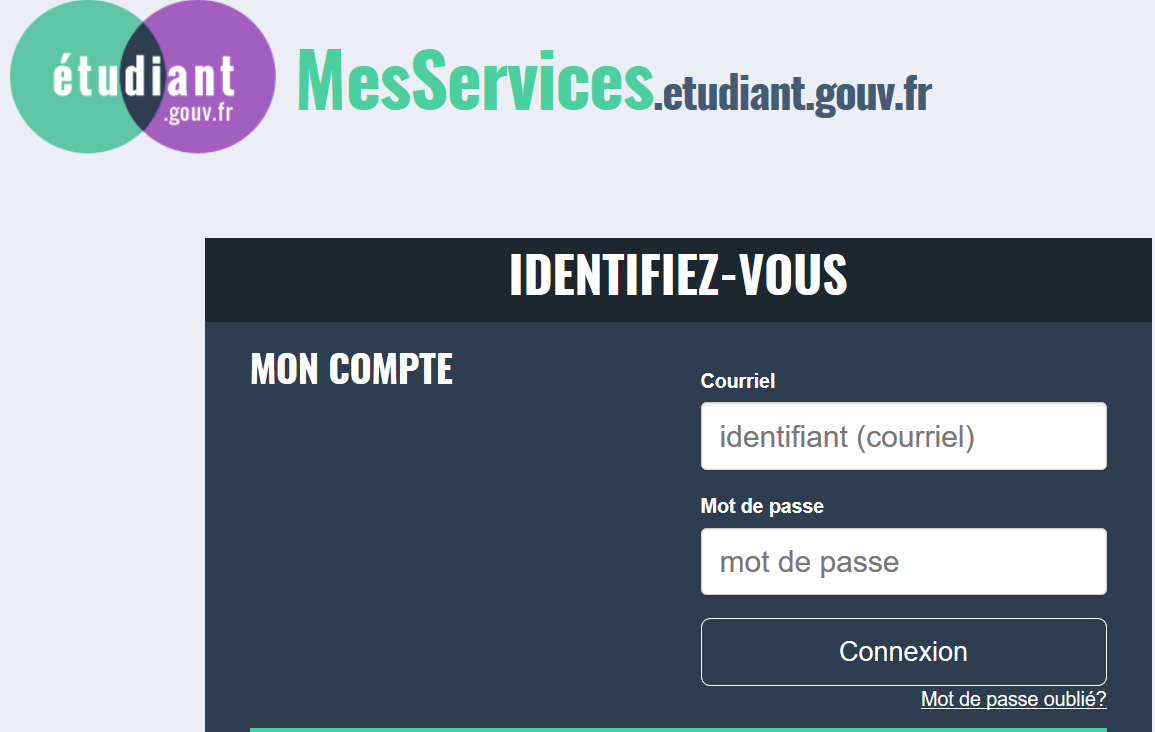 étudiant
.gouv.fr
MesServices.etudiant.gouv.fr
IDENTIFIEZ-VOUS
MON COMPTE
Courriel
identifiant (courriel)
Mot de passe
mot de passe
Connexion
Mot de passe oublié?